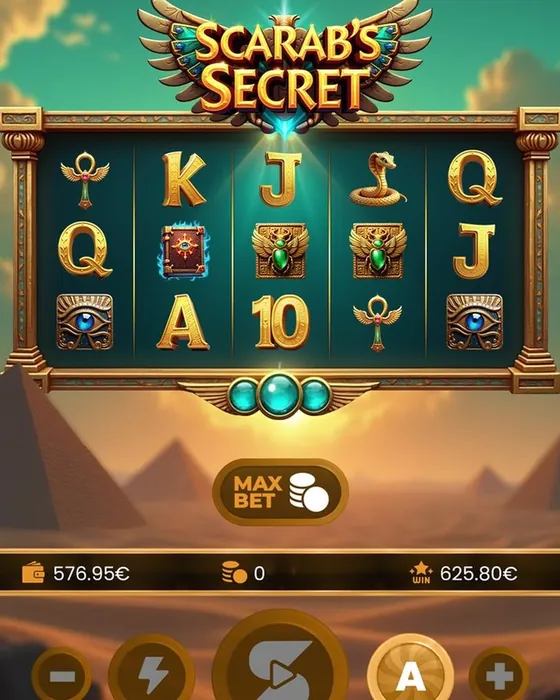 SCARAB'S
SECRET
K J Q
Q J
A 10
MAX
BET
576.95€ 0 WIN 625.80€
A